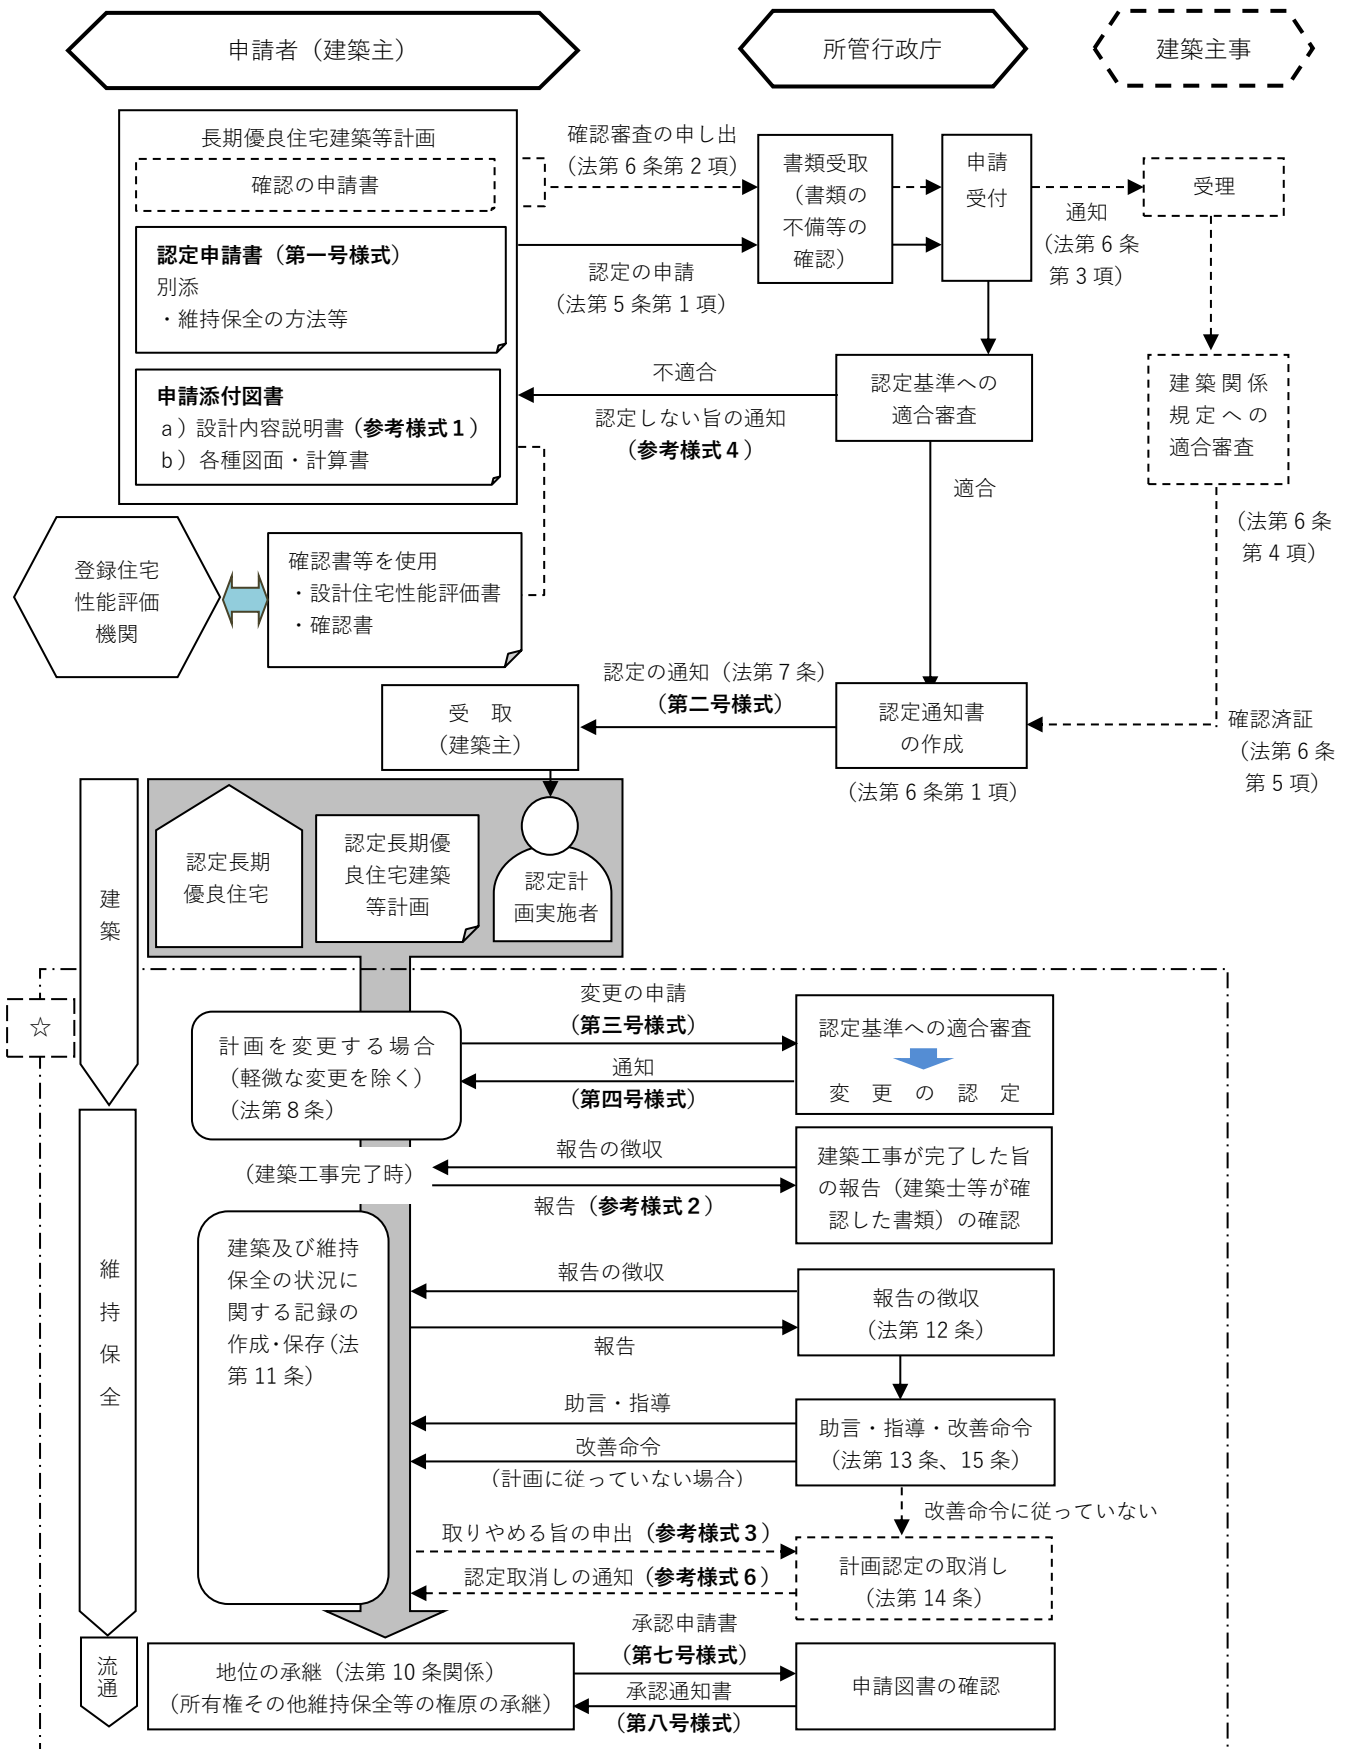 申請者（建築主）
所管行政庁
建築主事
長期優良住宅建築等計画
確認の申請書
認定申請書（第一号様式）
別添
・維持保全の方法等
申請添付図書
a）設計内容説明書（参考様式１）
b）各種図面・計算書
確認審査の申し出
（法第６条第２項）
認定の申請
（法第５条第１項）
書類受取
（書類の
不備等の
確認）
申請
受付
通知
（法第６条
第３項）
受理
不適合
認定しない旨の通知
（参考様式４）
認定基準への
適合審査
建築関係
規定への
適合審査
適合
（法第６条
第４項）
登録住宅
性能評価
機関
確認書等を使用
・設計住宅性能評価書
・確認書
認定の通知（法第７条）
（第二号様式）
受　取
（建築主）
認定通知書
の作成
（法第６条第１項）
確認済証
（法第６条
第５項）
建築
認定長期
優良住宅
認定長期優
良住宅建築
等計画
認定計
画実施者
☆
計画を変更する場合
（軽微な変更を除く）
（法第８条）
変更の申請
（第三号様式）
通知
（第四号様式）
認定基準への適合審査
変　更　の　認　定
（建築工事完了時）
報告の徴収
報告（参考様式２）
建築工事が完了した旨
の報告（建築士等が確
認した書類）の確認
維持保全
建築及び維持
保全の状況に
関する記録の
作成・保存（法
第 11 条）
報告の徴収
報告
報告の徴収
（法第 12 条）
助言・指導
改善命令
（計画に従っていない場合）
助言・指導・改善命令
（法第 13 条、15 条）
改善命令に従っていない
取りやめる旨の申出（参考様式３）
認定取消しの通知（参考様式６）
計画認定の取消し
（法第 14 条）
流通
地位の承継（法第 10 条関係）
（所有権その他維持保全等の権原の承継）
承認申請書
（第七号様式）
承認通知書
（第八号様式）
申請図書の確認